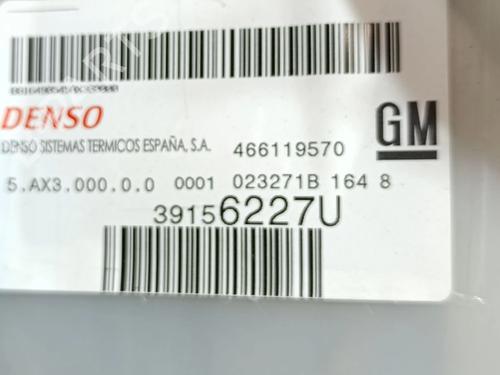 DENSO
DENSO SISTEMAS TERMICOS ESPAÑA, S.A. 466119570
GM
5.AX3.000.0.0 0001 023271B 164 8
39156227U